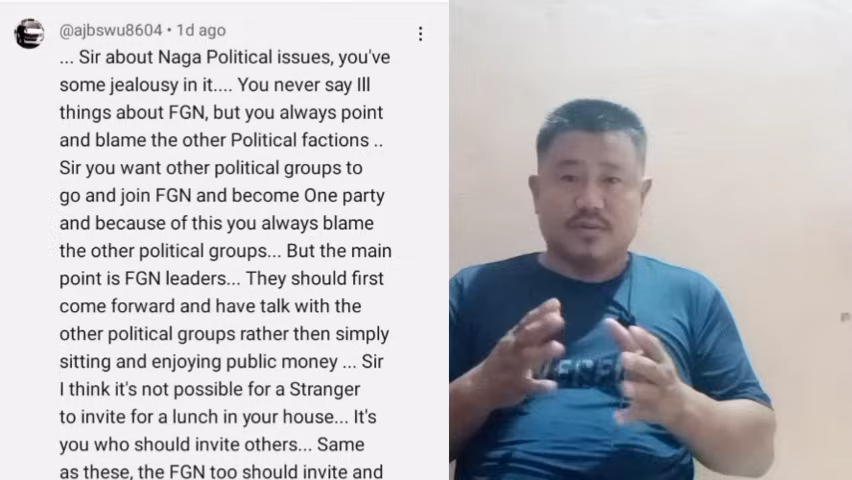 @ajbswu8604 • 1d ago
... Sir about Naga Political issues, you've
some jealousy in it.... You never say Ill
things about FGN, but you always point
and blame the other Political factions ..
Sir you want other political groups to
go and join FGN and become One party
and because of this you always blame
the other political groups... But the main
point is FGN leaders... They should first
come forward and have talk with the
other political groups rather then simply
sitting and enjoying public money ... Sir
I think it's not possible for a Stranger
to invite for a lunch in your house... It's
you who should invite others... Same
as these, the FGN too should invite and